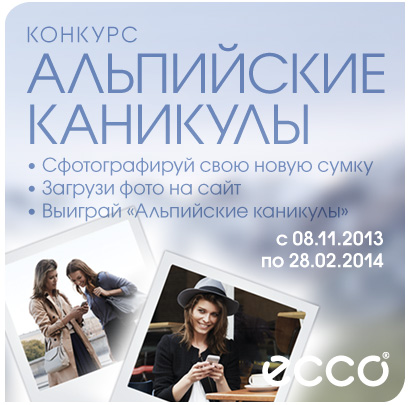 КОНКУРС
АЛЬПИЙСКИЕ
КАНИКУЛЫ
• Сфотографируй свою новую сумку
• Загрузи фото на сайт
• Выиграй «Альпийские каникулы»
с 08.11.2013
по 28.02.2014
ecco®